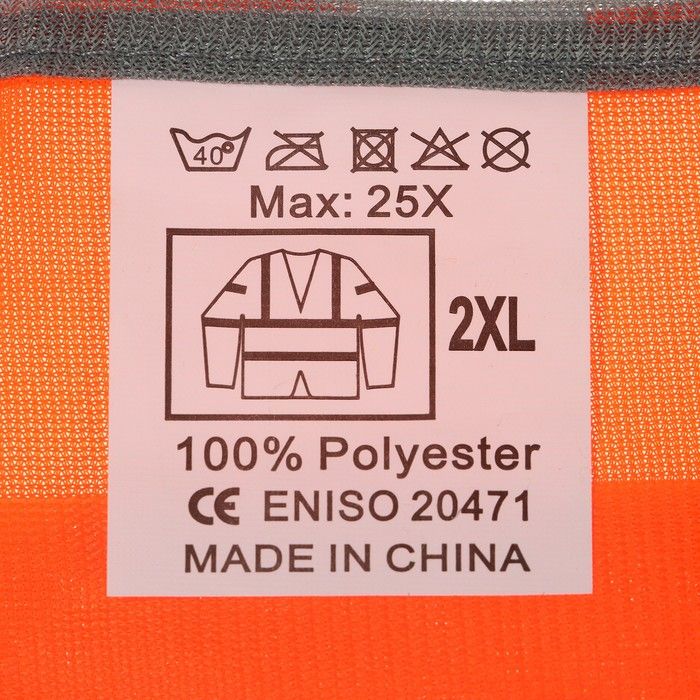 40°
Max: 25X
2XL
100% Polyester
CE ENISO 20471
MADE IN CHINA